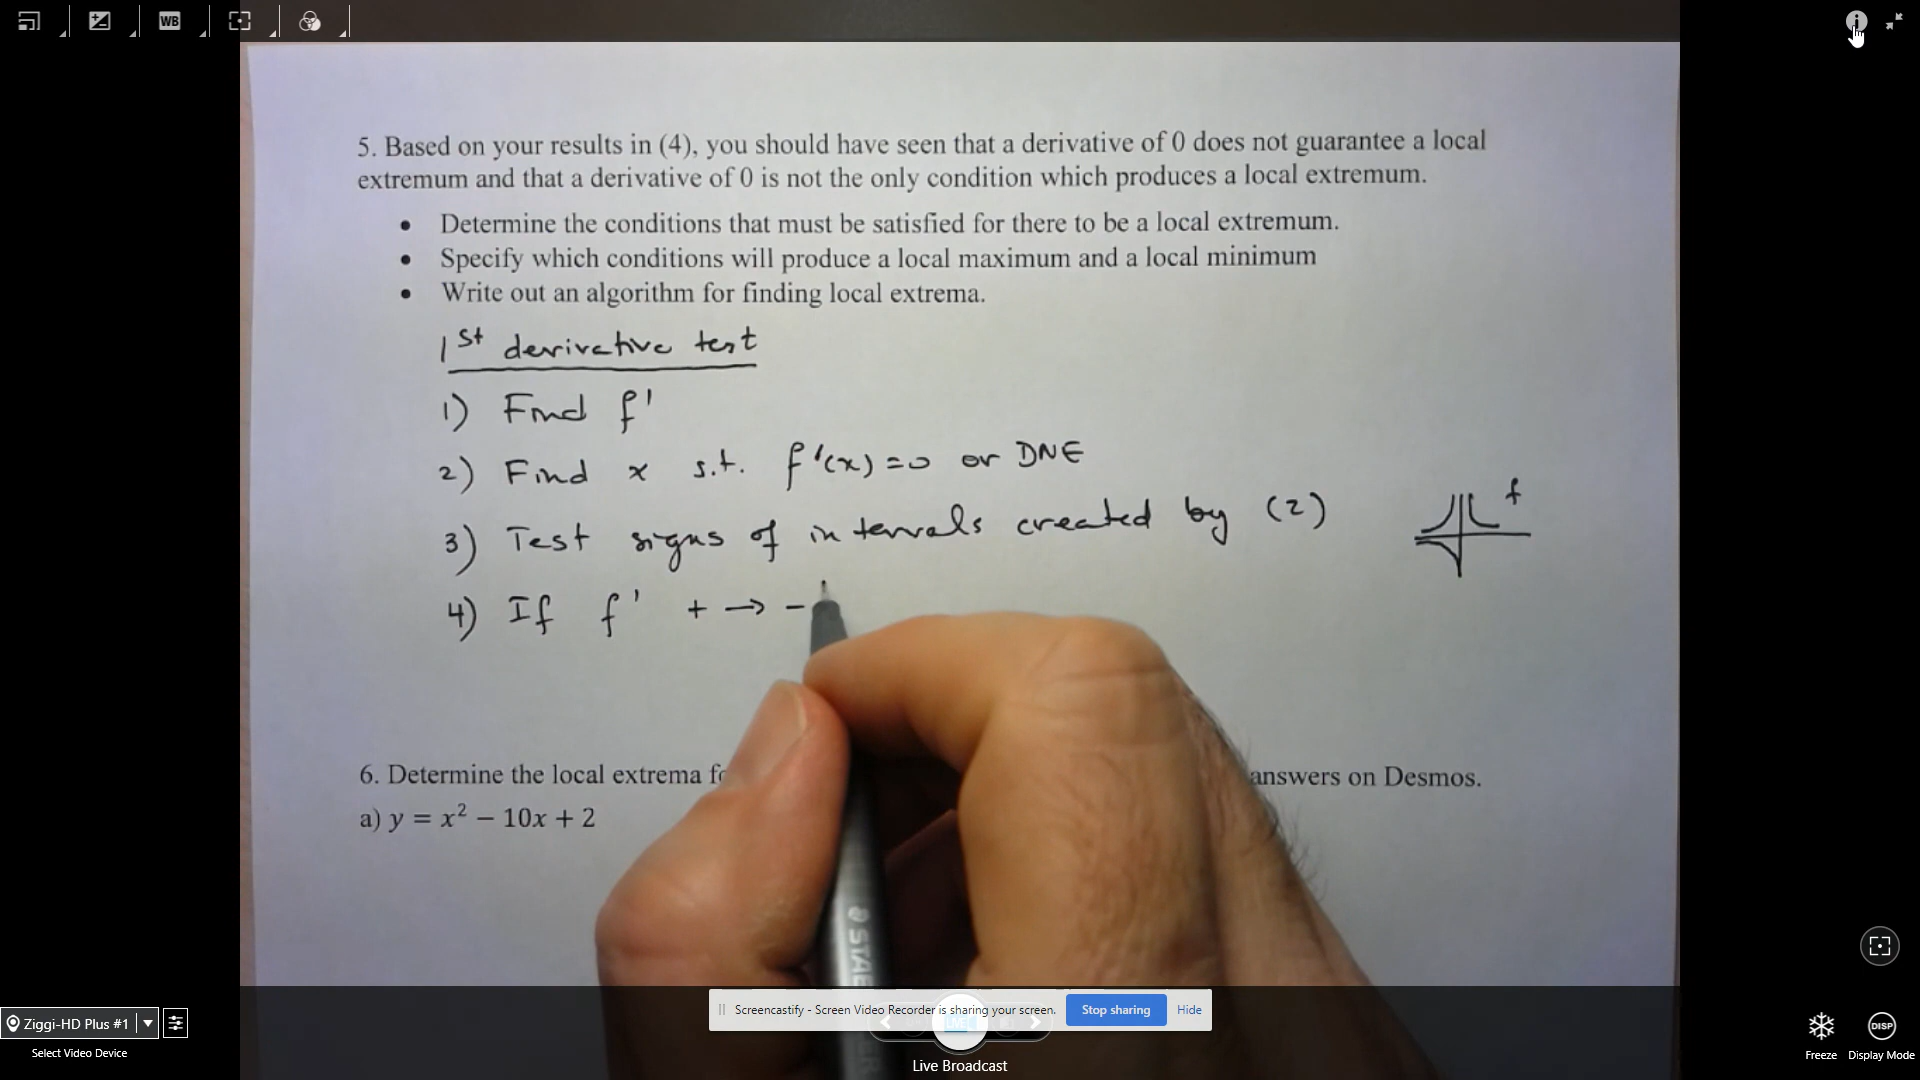 WB
5. Based on your results in (4), you should have seen that a derivative of 0 does not guarantee a local
extremum and that a derivative of 0 is not the only condition which produces a local extremum.
• Determine the conditions that must be satisfied for there to be a local extremum.
• Specify which conditions will produce a local maximum and a local minimum
• Write out an algorithm for finding local extrema.
1st derivative test
1) Find f'
2) Find x s.t. f'(x)=0 or DNE
3) Test signs of intervals created by (2)
f
4) If f' + → -
6. Determine the local extrema
answers on Desmos.
a) y = x² − 10x + 2
Ziggi-HD Plus #1
Select Video Device
Screencastify - Screen Video Recorder is sharing your screen.
Stop sharing
Hide
Live Broadcast
Freeze
DISP
Display Mode